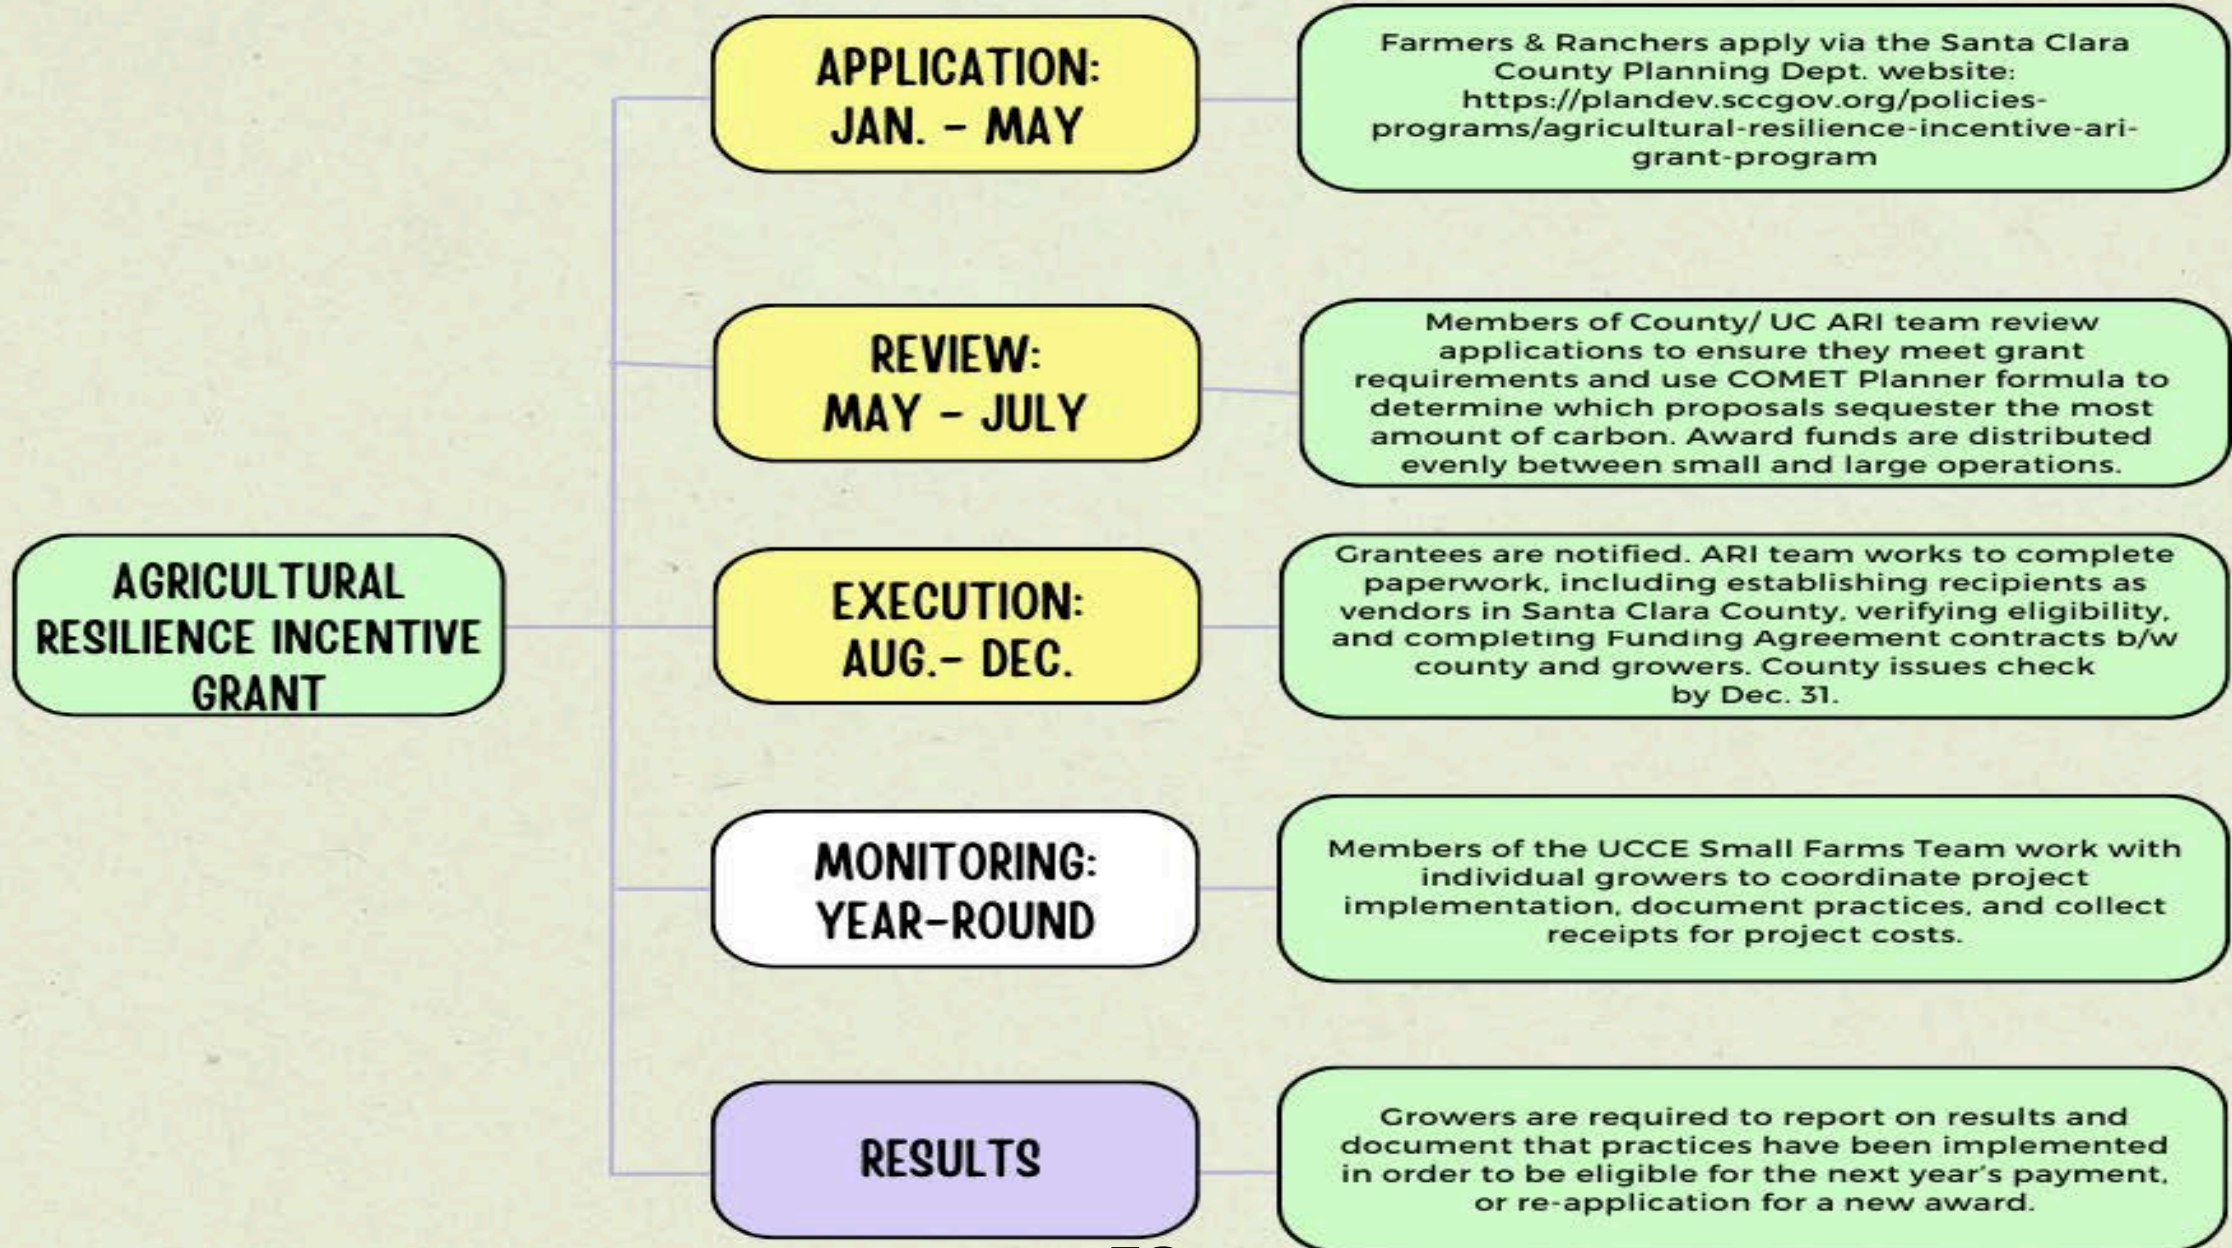 APPLICATION:
JAN. - MAY
Farmers & Ranchers apply via the Santa Clara
County Planning Dept. website:
https://plandev.sccgov.org/policies-
programs/agricultural-resilience-incentive-ari-
grant-program
REVIEW:
MAY - JULY
Members of County/ UC ARI team review
applications to ensure they meet grant
requirements and use COMET Planner formula to
determine which proposals sequester the most
amount of carbon. Award funds are distributed
evenly between small and large operations.
AGRICULTURAL
RESILIENCE INCENTIVE
GRANT
EXECUTION:
AUG.- DEC.
Grantees are notified. ARI team works to complete
paperwork, including establishing recipients as
vendors in Santa Clara County, verifying eligibility,
and completing Funding Agreement contracts b/w
county and growers. County issues check
by Dec. 31.
MONITORING:
YEAR-ROUND
Members of the UCCE Small Farms Team work with
individual growers to coordinate project
implementation, document practices, and collect
receipts for project costs.
RESULTS
Growers are required to report on results and
document that practices have been implemented
in order to be eligible for the next year's payment,
or re-application for a new award.